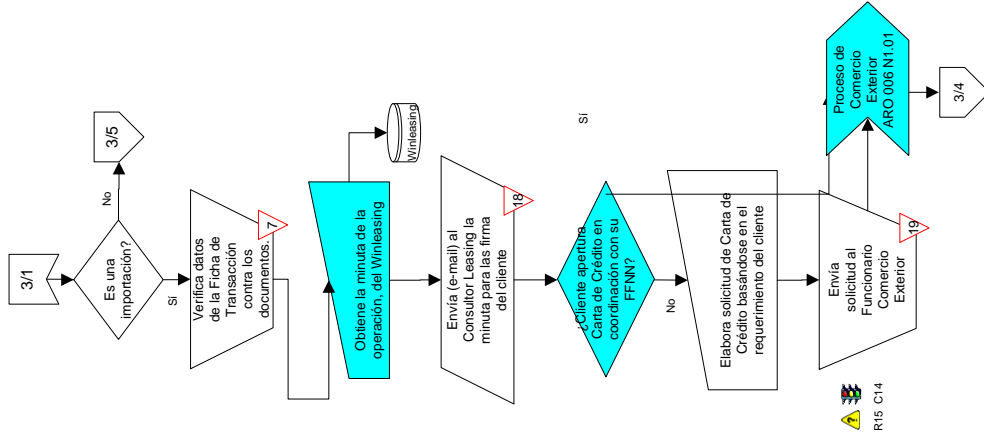 3/1
Es una
importación?
No
3/5
Sí
Verifica datos
de la Ficha de
Transacción
contra los
documentos.
7
Obtiene la minuta de la
operación, del Winleasing
Winleasing
Envía (e-mail) al
Consultor Leasing la
minuta para las firma
del cliente
18
¿Cliente apertura
Carta de Crédito en
coordinación con su
FFNN?
Sí
No
Elabora solicitud de Carta de
Crédito basándose en el
requerimiento del cliente
Envía
solicitud al
Funcionario
Comercio
Exterior
19
R15 C14
Proceso de
Comercio
Exterior
ARO 006 N1.01
3/4